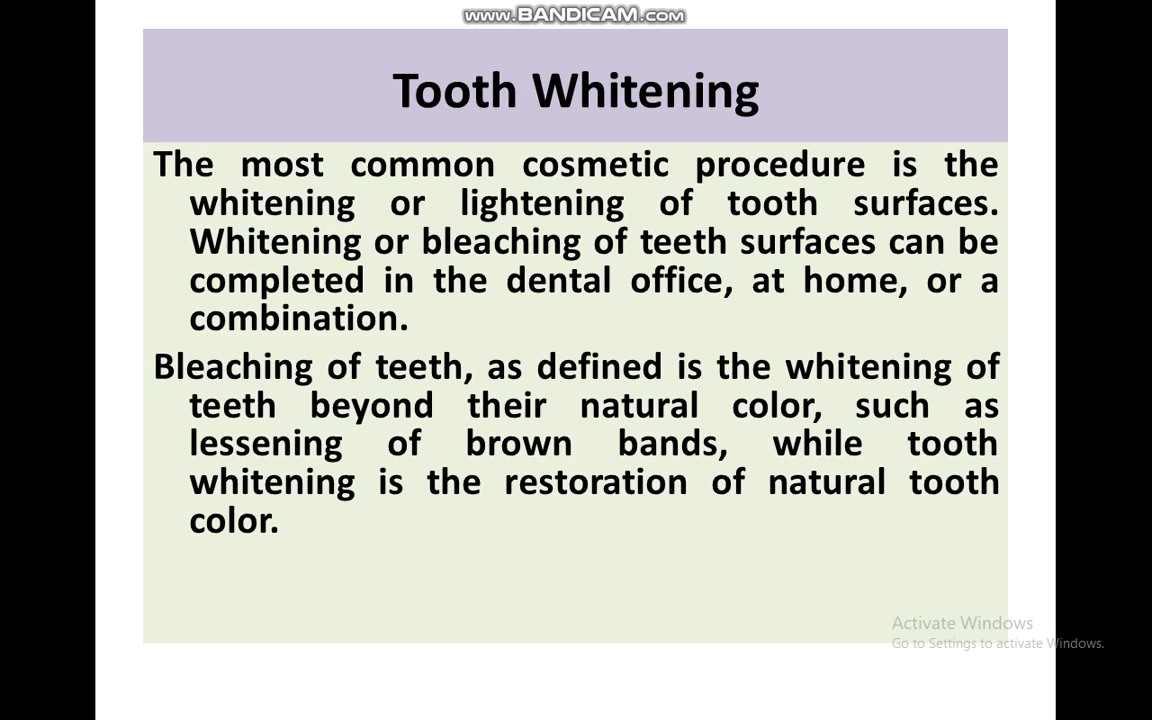 www.BANDICAM.com
Tooth Whitening
The most common cosmetic procedure is the
whitening or lightening of tooth surfaces.
Whitening or bleaching of teeth surfaces can be
completed in the dental office, at home, or a
combination.
Bleaching of teeth, as defined is the whitening of
teeth beyond their natural color, such as
lessening of brown bands, while tooth
whitening is the restoration of natural tooth
color.
Activate Windows
Go to Settings to activate Windows.